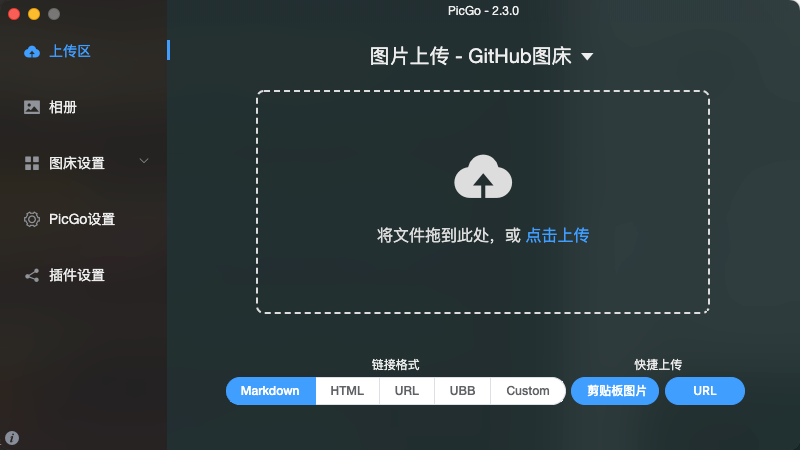 PicGo - 2.3.0
上传区
相册
图床设置
PicGo设置
插件设置
图片上传 - GitHub图床
将文件拖到此处，或 点击上传
链接格式
Markdown HTML URL UBB Custom
快捷上传
剪贴板图片 URL